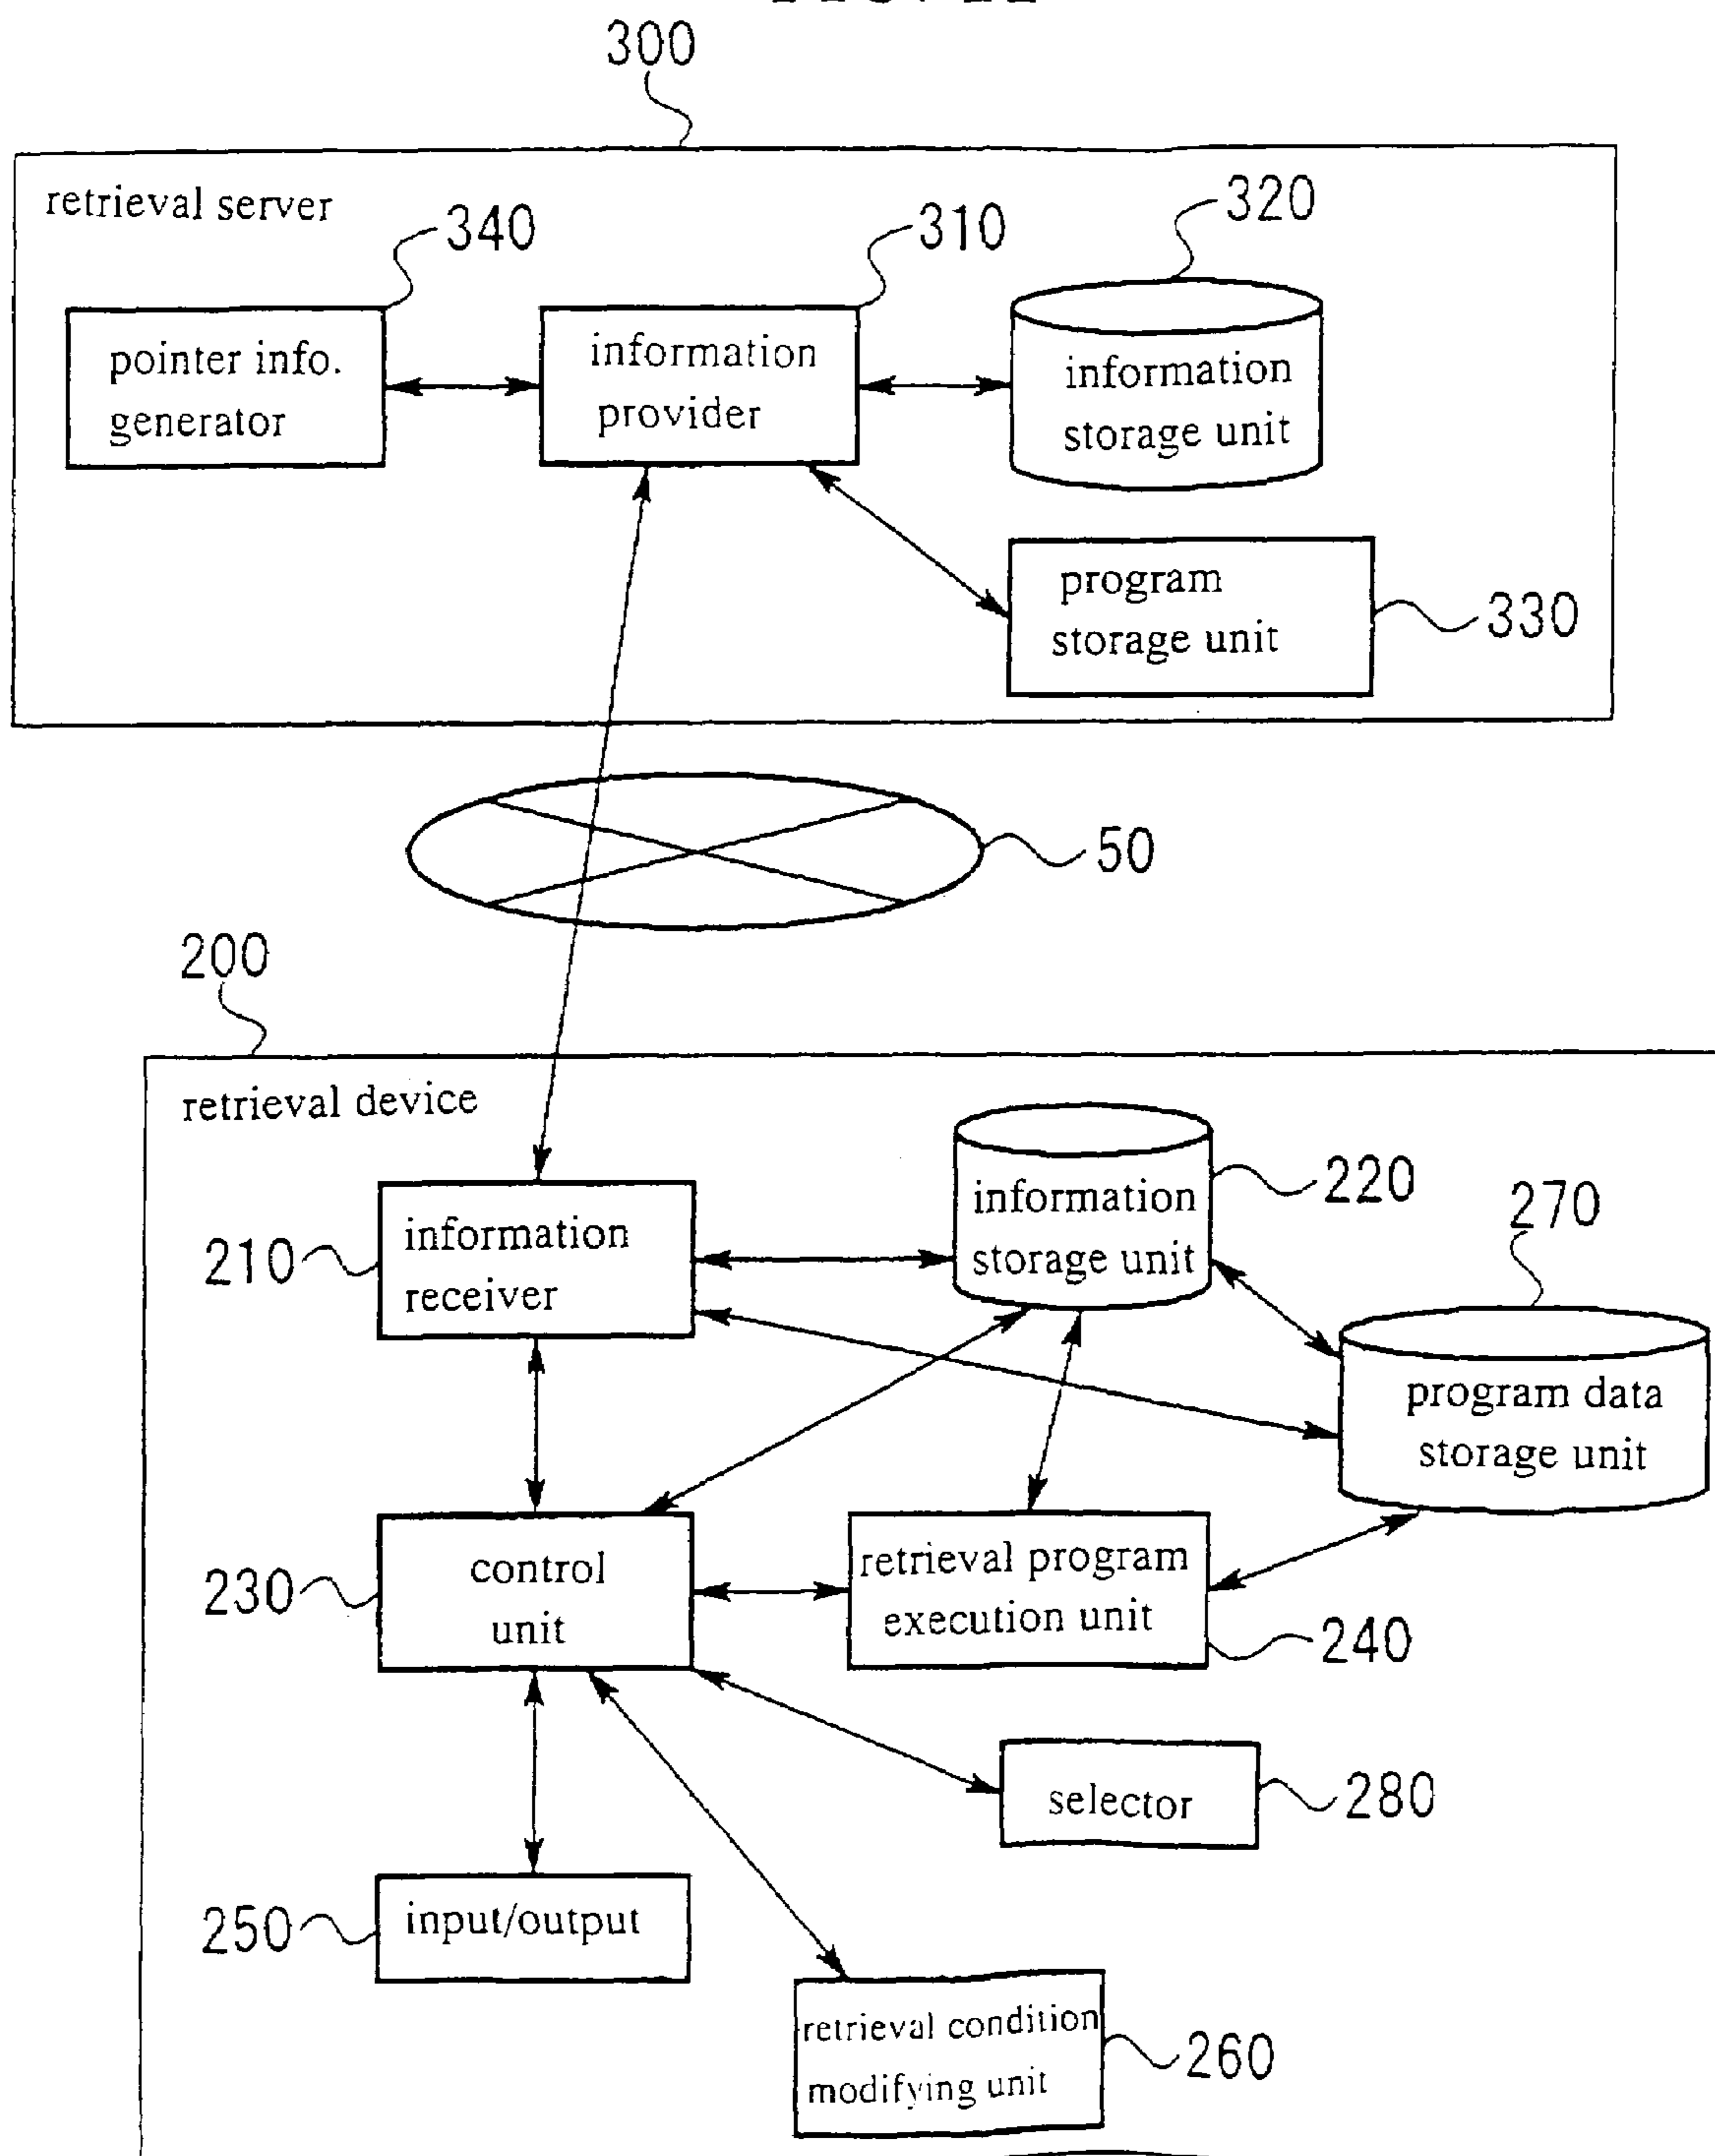 300
retrieval server
340
310
320
pointer info.
generator
information
provider
information
storage unit
program
storage unit
330
50
200
retrieval device
210
information
receiver
information
storage unit
220
270
program data
storage unit
230
control
unit
retrieval program
execution unit
240
selector
280
250
input/output
retrieval condition
modifying unit
260